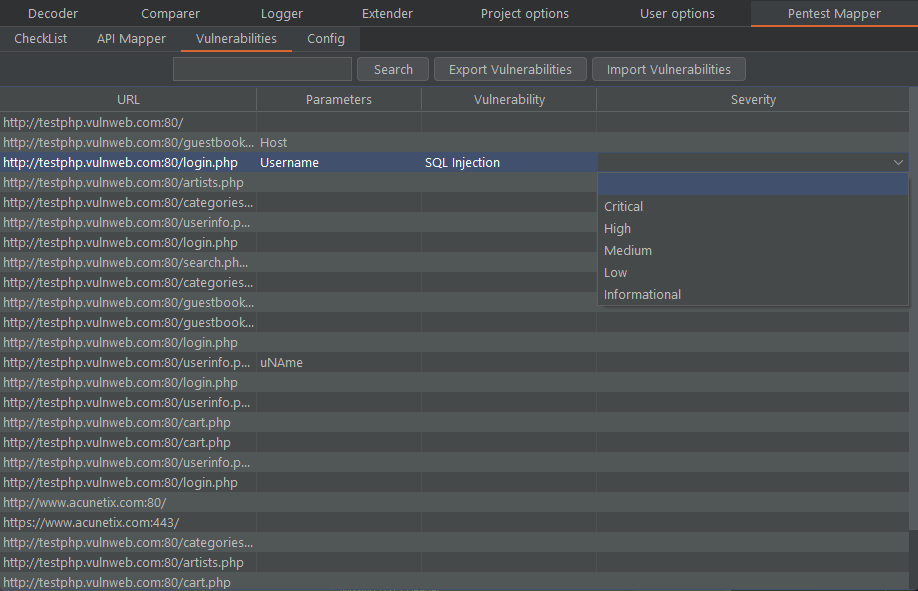 Decoder Comparer Logger Extender Project options User options Pentest Mapper
CheckList API Mapper Vulnerabilities Config
Search Export Vulnerabilities Import Vulnerabilities
URL Parameters Vulnerability Severity
http://testphp.vulnweb.com:80/
http://testphp.vulnweb.com:80/guestbook... Host
http://testphp.vulnweb.com:80/login.php Username SQL Injection
http://testphp.vulnweb.com:80/artists.php
http://testphp.vulnweb.com:80/categories... Critical
http://testphp.vulnweb.com:80/userinfo.p... High
http://testphp.vulnweb.com:80/login.php Medium
http://testphp.vulnweb.com:80/search.ph... Low
http://testphp.vulnweb.com:80/categories... Informational
http://testphp.vulnweb.com:80/guestbook...
http://testphp.vulnweb.com:80/guestbook...
http://testphp.vulnweb.com:80/login.php
http://testphp.vulnweb.com:80/userinfo.p... uNAme
http://testphp.vulnweb.com:80/login.php
http://testphp.vulnweb.com:80/userinfo.p...
http://testphp.vulnweb.com:80/cart.php
http://testphp.vulnweb.com:80/cart.php
http://testphp.vulnweb.com:80/userinfo.p...
http://testphp.vulnweb.com:80/login.php
http://www.acunetix.com:80/
https://www.acunetix.com:443/
http://testphp.vulnweb.com:80/categories...
http://testphp.vulnweb.com:80/artists.php
http://testphp.vulnweb.com:80/cart.php